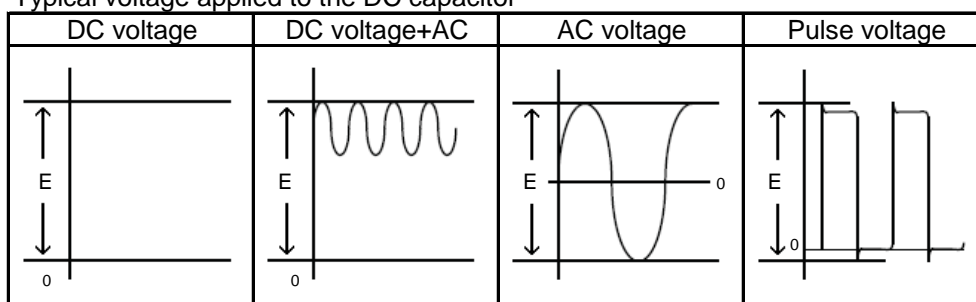 Typical voltage applied to the DC capacitor
DC voltage DC voltage+AC AC voltage Pulse voltage
E E E 0 E 0
0 0